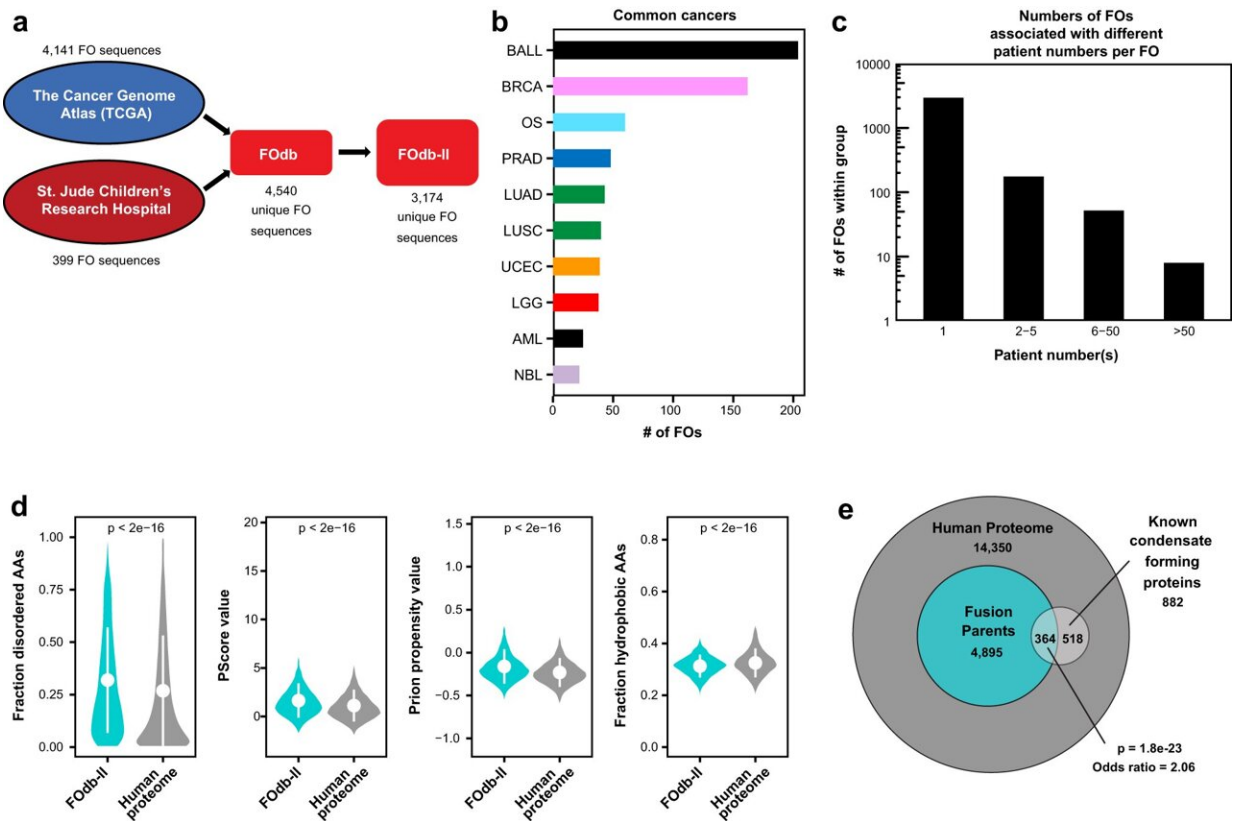 a
4,141 FO sequences
The Cancer Genome
Atlas (TCGA)
St. Jude Children's
Research Hospital
399 FO sequences
FOdb
4,540
unique FO
sequences
FOdb-II
3,174
unique FO
sequences
b
Common cancers
BALL
BRCA
OS
PRAD
LUAD
LUSC
UCEC
LGG
AML
NBL
0 50 100 150 200
# of FOs
c
Numbers of FOs
associated with different
patient numbers per FO
# of FOs within group
10000
1000
100
10
1
1 2–5 6–50 >50
Patient number(s)
d
Fraction disordered AAs
p < 2e−16
1.00
0.75
0.50
0.25
0.00
FOdb-II
Human
proteome
PScore value
p < 2e−16
20
15
10
5
0
FOdb-II
Human
proteome
Prion propensity value
p < 2e−16
1.5
1.0
0.5
0.0
−0.5
−1.0
FOdb-II
Human
proteome
Fraction hydrophobic AAs
p < 2e−16
0.8
0.6
0.4
0.2
0.0
FOdb-II
Human
proteome
e
Human Proteome
14,350
Fusion
Parents
4,895
364
518
Known
condensate
forming
proteins
882
p = 1.8e-23
Odds ratio = 2.06